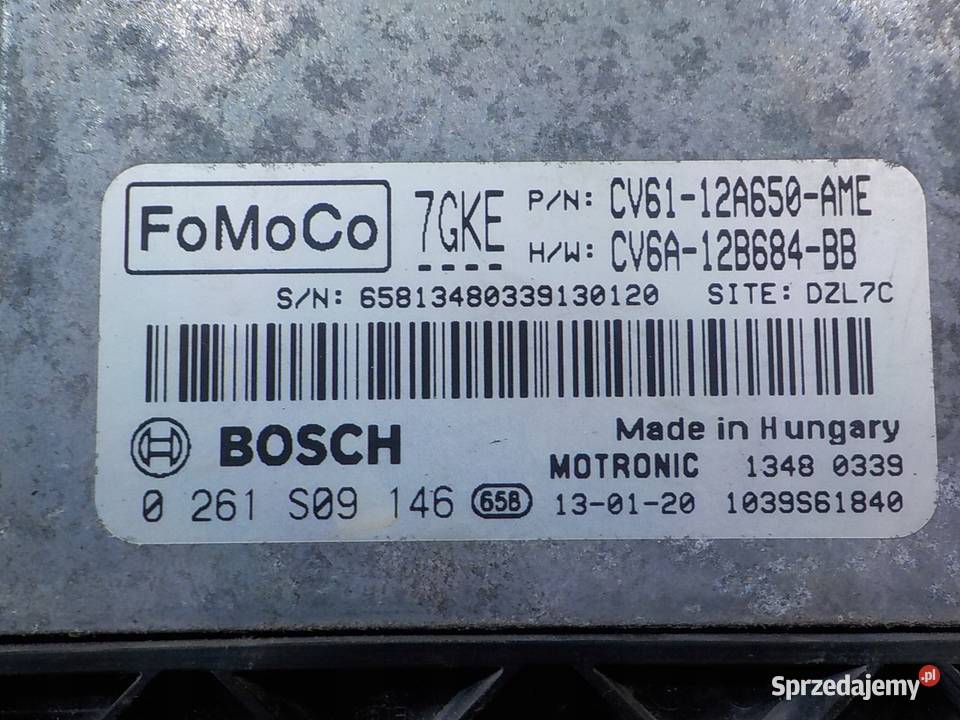 FoMoCo 7GKE P/N: CV61-12A650-AME
H/W: CV6A-12B684-BB
S/N: 65813480339130120 SITE: DZL7C
BOSCH Made in Hungary
MOTRONIC 1348 0339
0 261 S09 146 658 13-01-20 1039S61840
Sprzedajemy.pl